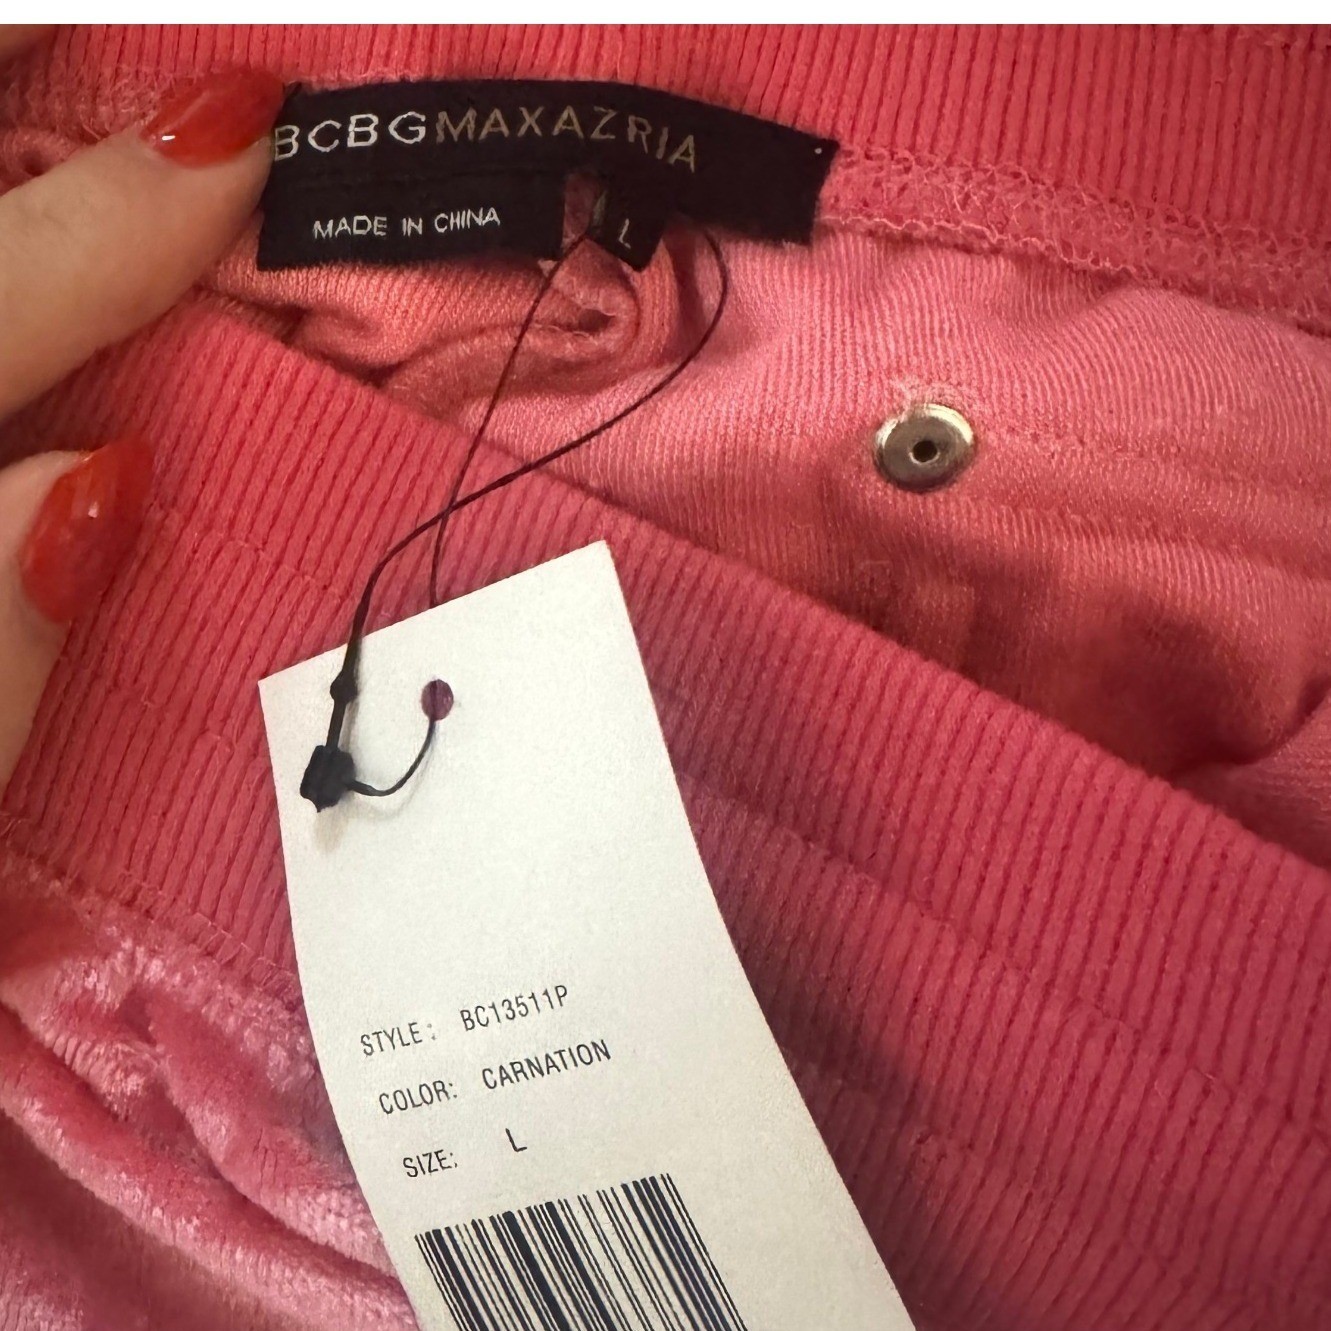 BCBGMAXAZRIA
MADE IN CHINA
L
STYLE: BC13511P
COLOR: CARNATION
SIZE: L